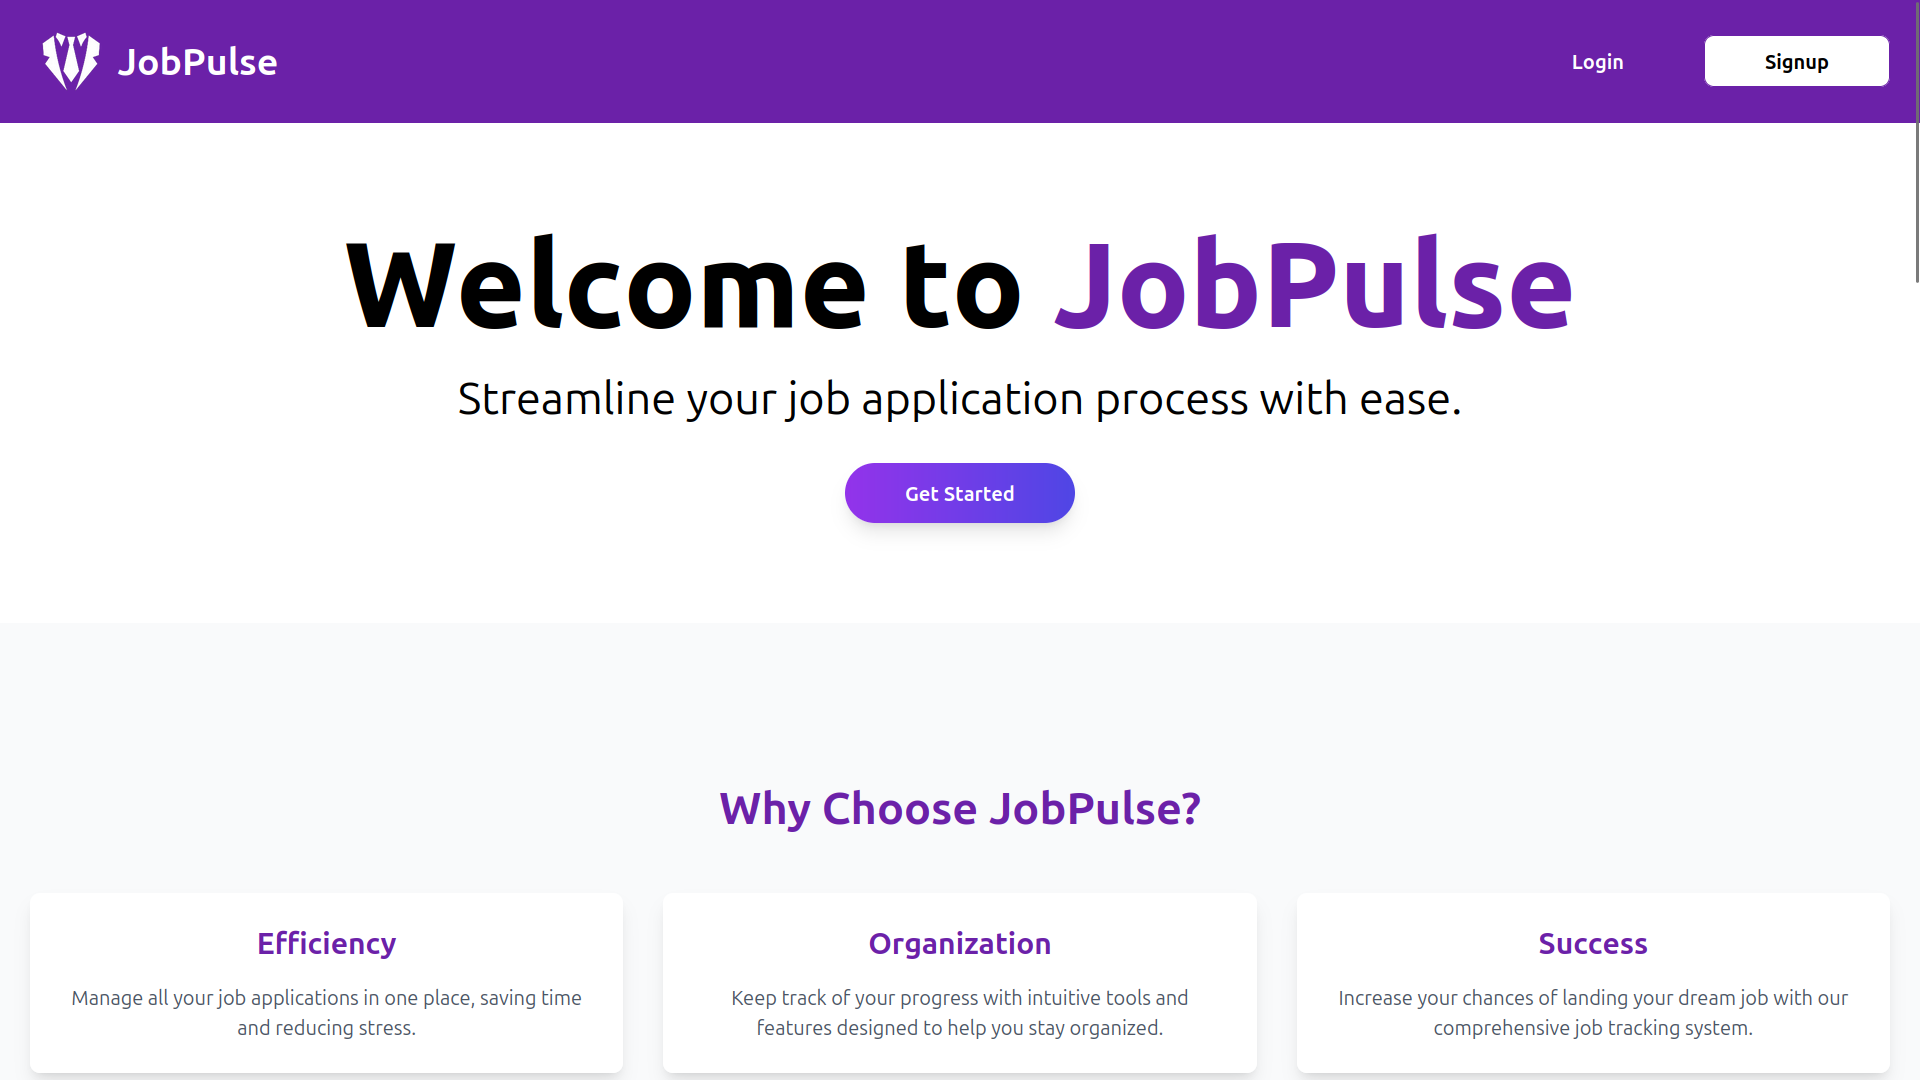 JobPulse
Login
Signup
Welcome to JobPulse
Streamline your job application process with ease.
Get Started
Why Choose JobPulse?
Efficiency
Manage all your job applications in one place, saving time
and reducing stress.
Organization
Keep track of your progress with intuitive tools and
features designed to help you stay organized.
Success
Increase your chances of landing your dream job with our
comprehensive job tracking system.